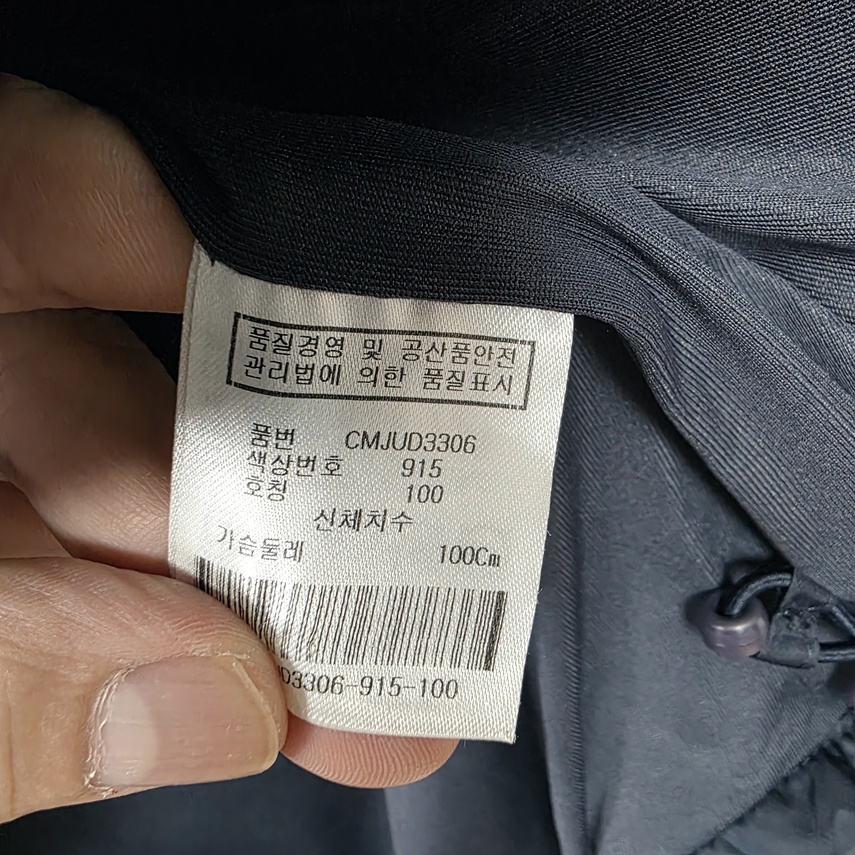 품질경영 및 공산품안전
관리법에 의한 품질표시
품번 CMJUD3306
색상번호 915
호칭 100
신체치수
가슴둘레 100Cm
D3306-915-100